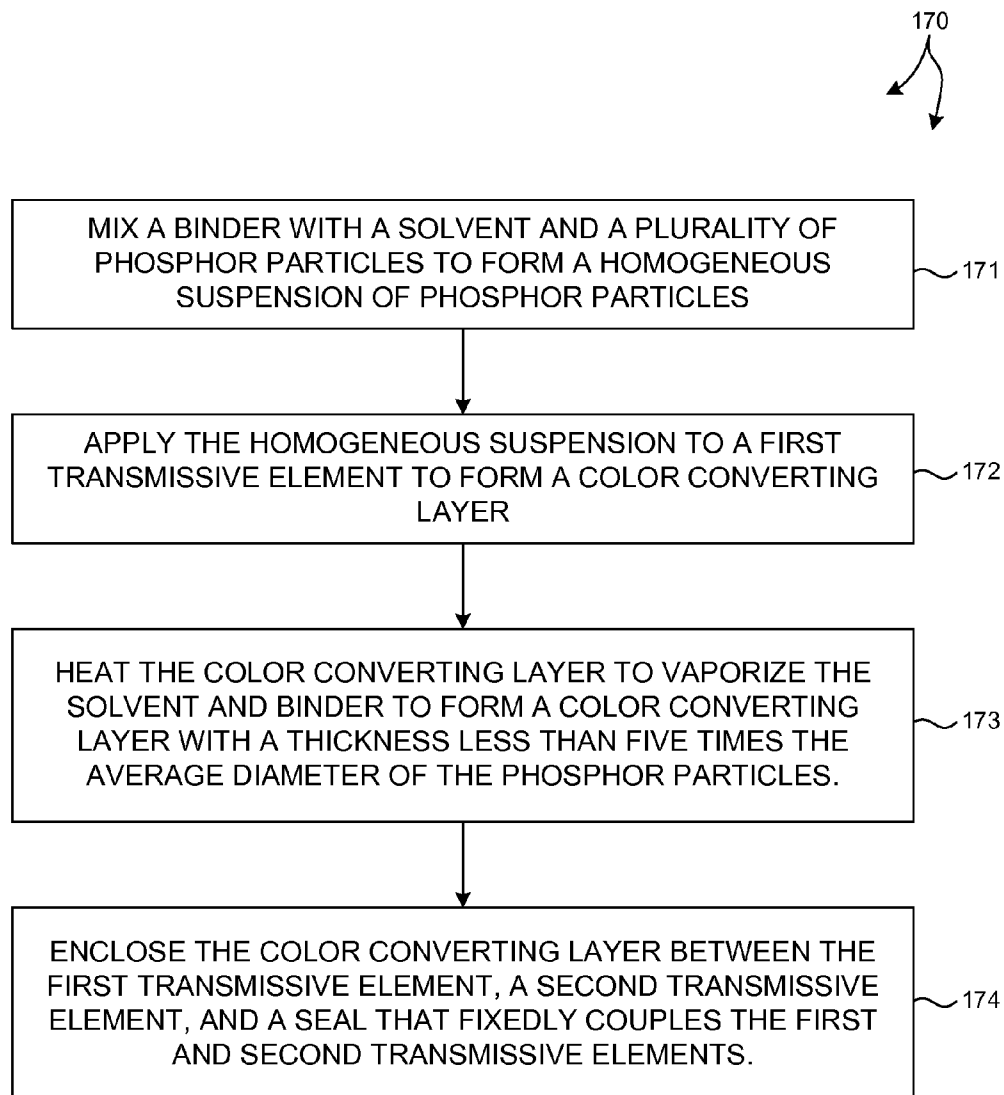 170
MIX A BINDER WITH A SOLVENT AND A PLURALITY OF
PHOSPHOR PARTICLES TO FORM A HOMOGENEOUS
SUSPENSION OF PHOSPHOR PARTICLES
171
APPLY THE HOMOGENEOUS SUSPENSION TO A FIRST
TRANSMISSIVE ELEMENT TO FORM A COLOR CONVERTING
LAYER
172
HEAT THE COLOR CONVERTING LAYER TO VAPORIZE THE
SOLVENT AND BINDER TO FORM A COLOR CONVERTING
LAYER WITH A THICKNESS LESS THAN FIVE TIMES THE
AVERAGE DIAMETER OF THE PHOSPHOR PARTICLES.
173
ENCLOSE THE COLOR CONVERTING LAYER BETWEEN THE
FIRST TRANSMISSIVE ELEMENT, A SECOND TRANSMISSIVE
ELEMENT, AND A SEAL THAT FIXEDLY COUPLES THE FIRST
AND SECOND TRANSMISSIVE ELEMENTS.
174